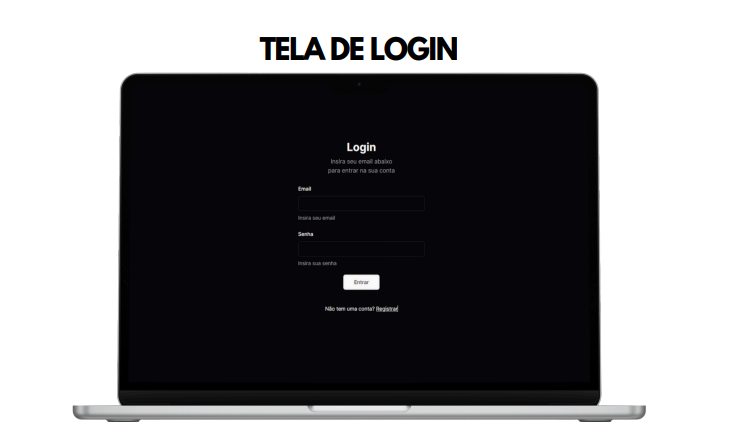 TELA DE LOGIN
Login
Insira seu email abaixo
para entrar na sua conta
Email
Insira seu email
Senha
Insira sua senha
Entrar
Não tem uma conta? Registrar